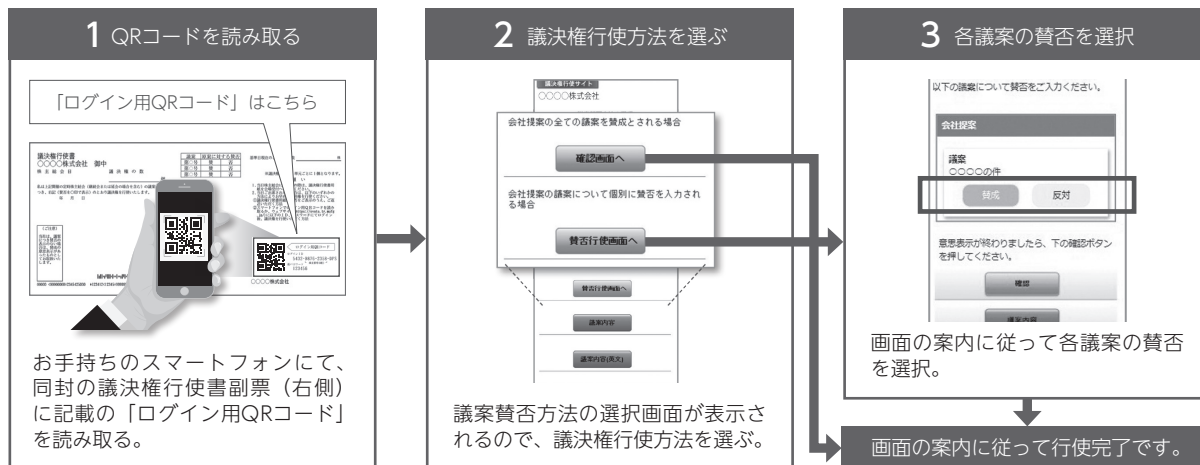 1 QRコードを読み取る
「ログイン用QRコード」はこちら
議決権行使書
○○○○株式会社 御中
株主総会日
議決権の数
○○○○株式会社
お手持ちのスマートフォンにて、
同封の議決権行使書副票（右側）
に記載の「ログイン用QRコード」
を読み取る。
2 議決権行使方法を選ぶ
議決権行使サイト
○○○○株式会社
会社提案の全ての議案を賛成とされる場合
確認画面へ
会社提案の議案について個別に賛否を入力され
る場合
賛否行使画面へ
賛否行使画面へ
議案内容
議案内容(英文)
議案賛否方法の選択画面が表示さ
れるので、議決権行使方法を選ぶ。
3 各議案の賛否を選択
以下の議案について賛否をご入力ください。
会社提案
議案
○○○○の件
賛成 反対
意思表示が終わりましたら、下の確認ボタン
を押してください。
確認
議案内容
画面の案内に従って各議案の賛否
を選択。
画面の案内に従って行使完了です。